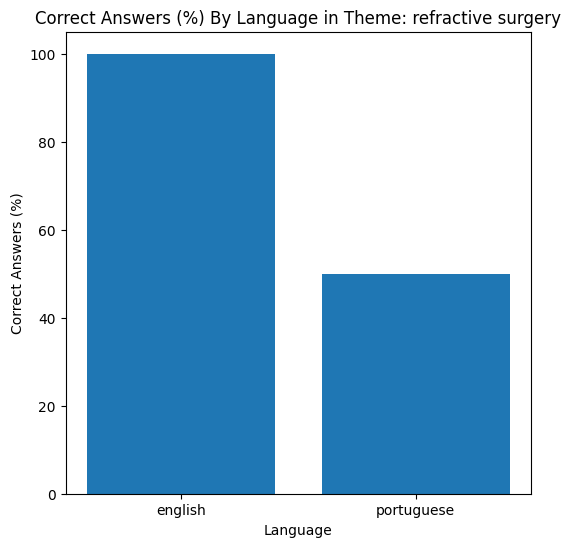 Correct Answers (%) By Language in Theme: refractive surgery
Correct Answers (%)
100
80
60
40
20
0
english
portuguese
Language